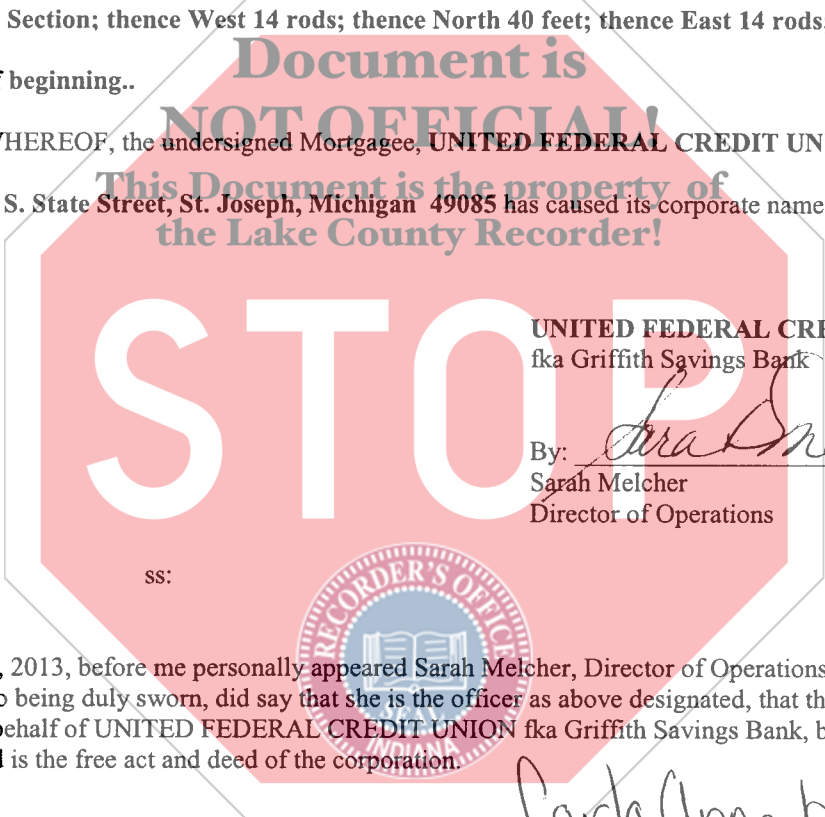 Section; thence West 14 rods; thence North 40 feet; thence East 14 rods
Document is
beginning..
NOT OFFICIAL!
HEREOF, the undersigned Mortgagee, UNITED FEDERAL CREDIT UN
This Document is the property of
S. State Street, St. Joseph, Michigan 49085 has caused its corporate name
the Lake County Recorder!
STOP
UNITED FEDERAL CRE
fka Griffith Savings Bank
By:
Sarah Melcher
Director of Operations
ss:
RECORDER'S OFFICE
SEAL
INDIANA
, 2013, before me personally appeared Sarah Melcher, Director of Operations
o being duly sworn, did say that she is the officer as above designated, that th
behalf of UNITED FEDERAL CREDIT UNION fka Griffith Savings Bank, b
is the free act and deed of the corporation.